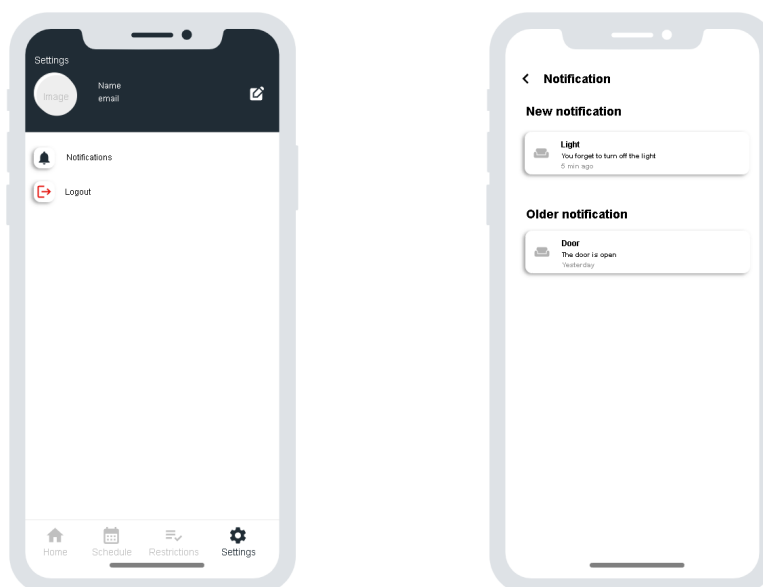 Settings
Image
Name
email
Notifications
Logout
Home
Schedule
Restrictions
Settings
Notification
New notification
Light
You forget to turn off the light
5 min ago
Older notification
Door
The door is open
Yesterday